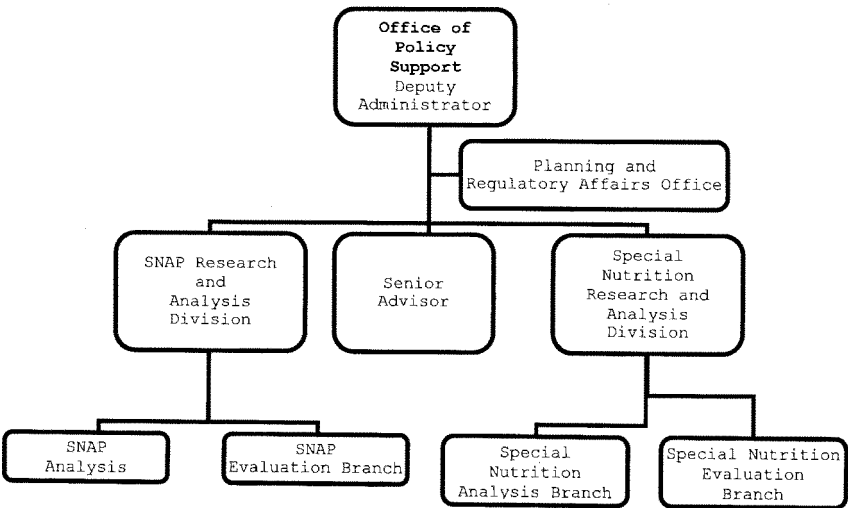 Office of
Policy
Support
Deputy
Administrator
Planning and
Regulatory Affairs Office
SNAP Research
and
Analysis
Division
Senior
Advisor
Special
Nutrition
Research and
Analysis
Division
SNAP
Analysis
SNAP
Evaluation Branch
Special
Nutrition
Analysis Branch
Special Nutrition
Evaluation
Branch